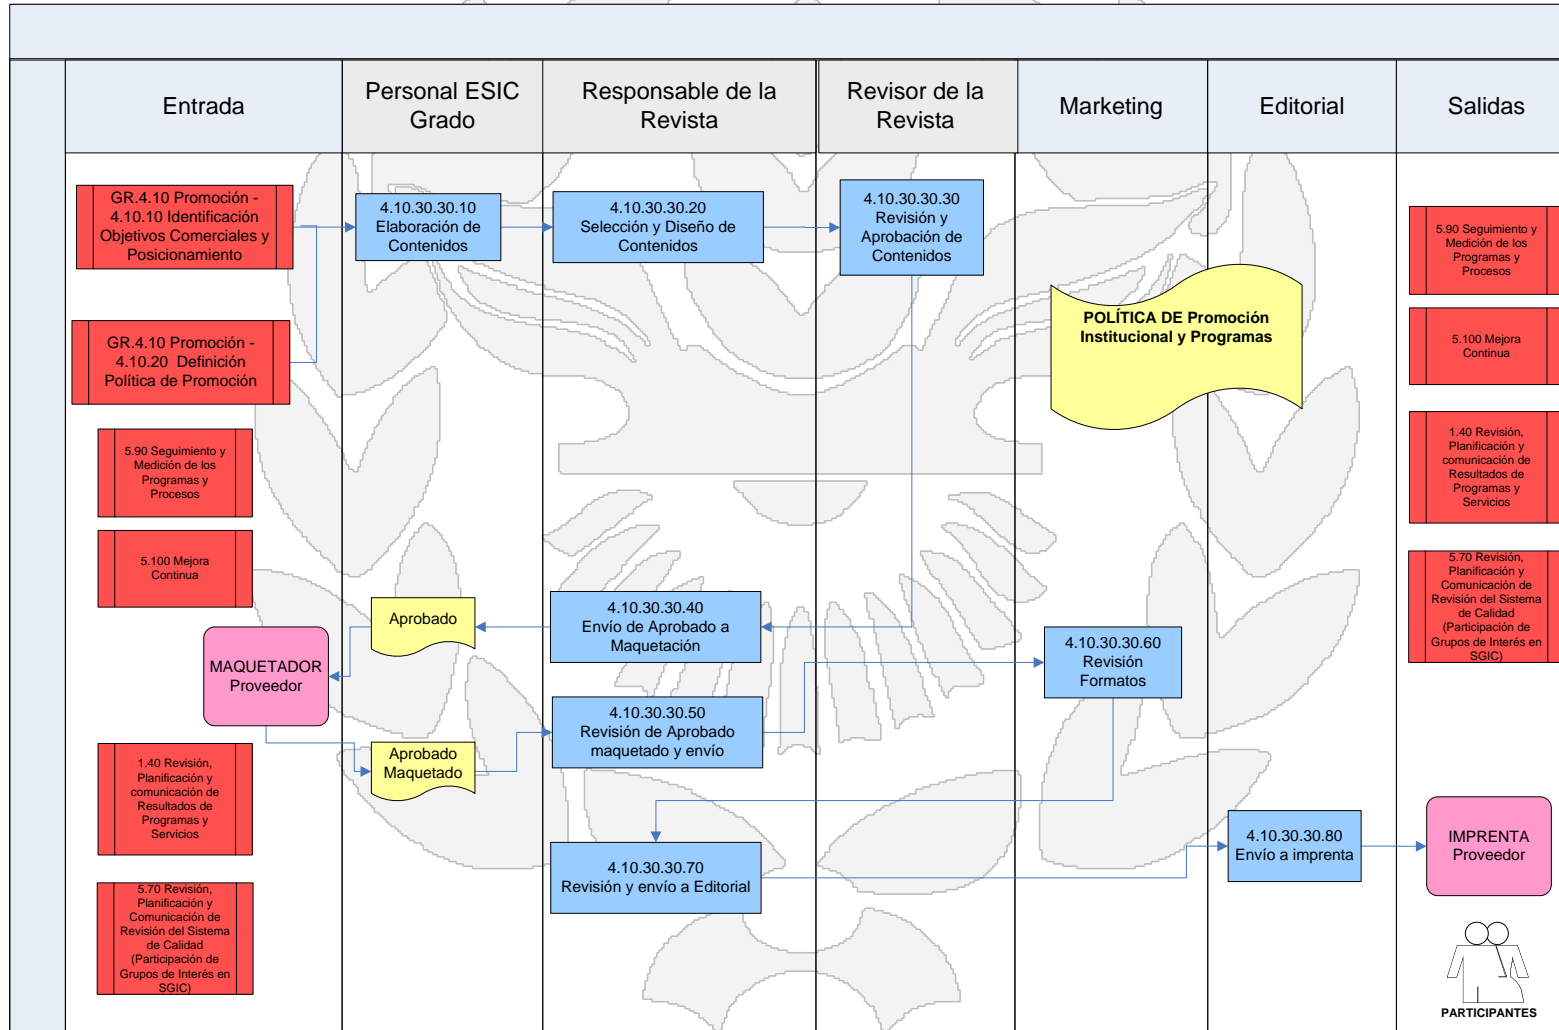 Entrada
Personal ESIC
Grado
Responsable de la
Revista
Revisor de la
Revista
Marketing
Editorial
Salidas
GR.4.10 Promoción -
4.10.10 Identificación
Objetivos Comerciales y
Posicionamiento
4.10.30.30.10
Elaboración de
Contenidos
4.10.30.30.20
Selección y Diseño de
Contenidos
4.10.30.30.30
Revisión y
Aprobación de
Contenidos
5.90 Seguimiento y
Medición de los
Programas y
Procesos
POLÍTICA DE Promoción
Institucional y Programas
GR.4.10 Promoción -
4.10.20 Definición
Política de Promoción
5.100 Mejora
Continua
5.90 Seguimiento y
Medición de los
Programas y
Procesos
1.40 Revisión,
Planificación y
comunicación de
Resultados de
Programas y
Servicios
5.100 Mejora
Continua
5.70 Revisión,
Planificación y
Comunicación de
Revisión del Sistema
de Calidad
(Participación de
Grupos de Interés en
SGIC)
Aprobado
4.10.30.30.40
Envío de Aprobado a
Maquetación
4.10.30.30.60
Revisión
Formatos
MAQUETADOR
Proveedor
4.10.30.30.50
Revisión de Aprobado
maquetado y envío
Aprobado
Maquetado
1.40 Revisión,
Planificación y
comunicación de
Resultados de
Programas y
Servicios
4.10.30.30.70
Revisión y envío a Editorial
4.10.30.30.80
Envío a imprenta
IMPRENTA
Proveedor
5.70 Revisión,
Planificación y
Comunicación de
Revisión del Sistema
de Calidad
(Participación de
Grupos de Interés en
SGIC)
PARTICIPANTES